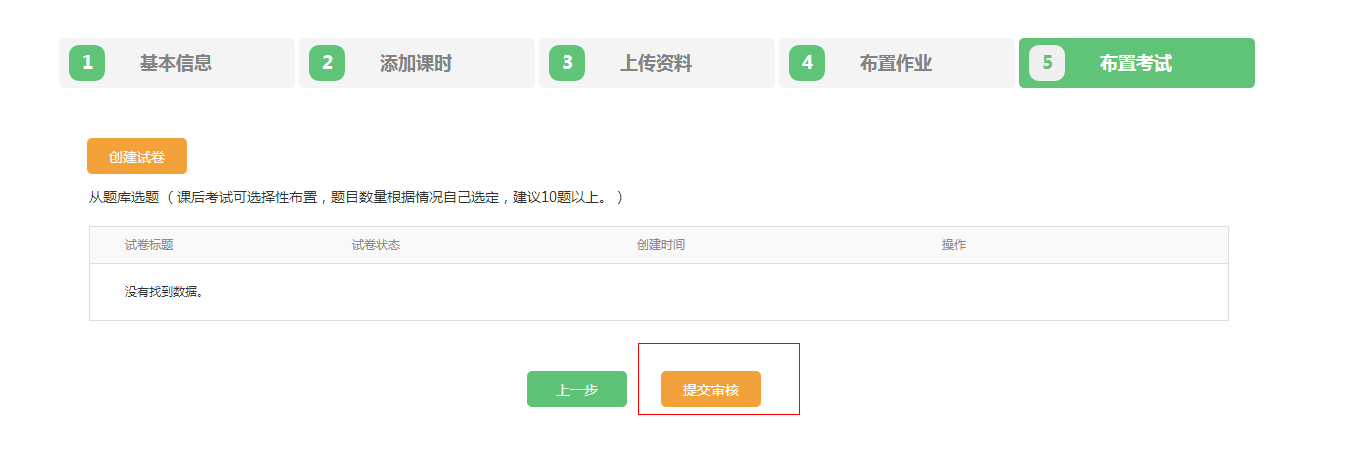 1 基本信息 2 添加课时 3 上传资料 4 布置作业 5 布置考试
创建试卷
从题库选题（课后考试可选择性布置，题目数量根据情况自己选定，建议10题以上。）
试卷标题 试卷状态 创建时间 操作
没有找到数据。
上一步 提交审核